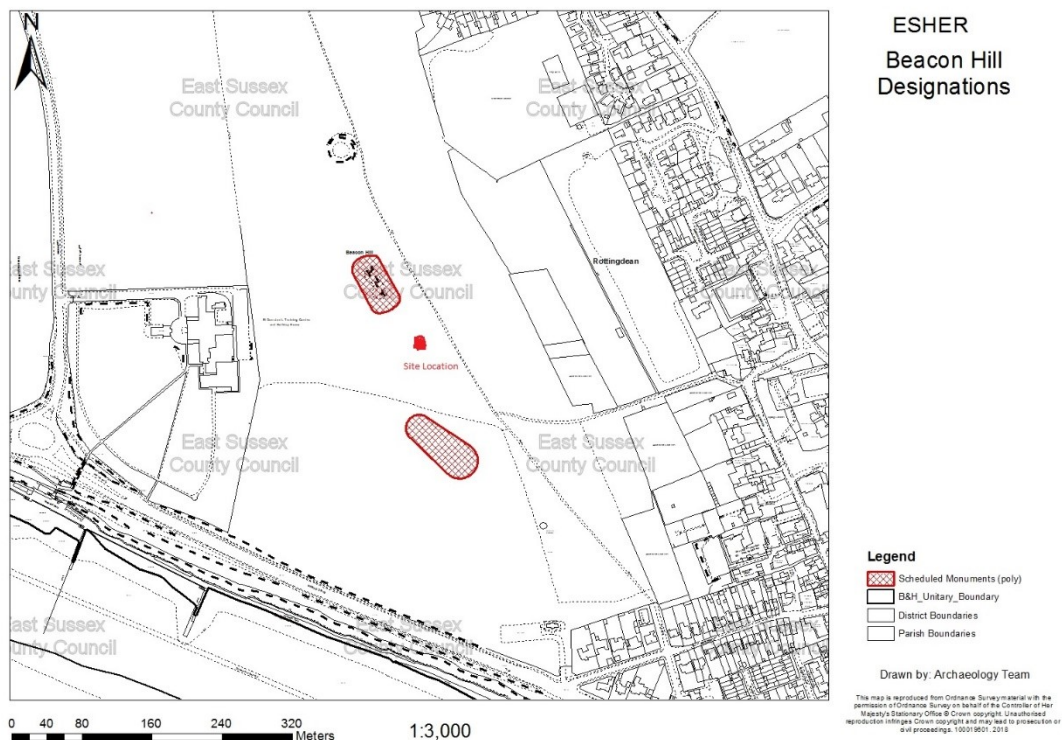 N
ESHER
Beacon Hill
Designations
East Sussex
County Council
East Sussex
County Council
East Sussex
County Council
Beacon Hill
Rottingdean
East Sussex
County Council
East Sussex
County Council
East Sussex
County Council
Site Location
East Sussex
County Council
East Sussex
County Council
Legend
Scheduled Monuments (poly)
B&H_Unitary_Boundary
District Boundaries
Parish Boundaries
Drawn by: Archaeology Team
This map is reproduced from Ordnance Survey material with the
permission of Ordnance Survey on behalf of the Controller of Her
Majesty's Stationary Office © Crown copyright. Unauthorised
reproduction infringes Crown copyright and may lead to prosecution or
civil proceedings. 100019601, 2018
0 40 80 160 240 320
Meters
1:3,000